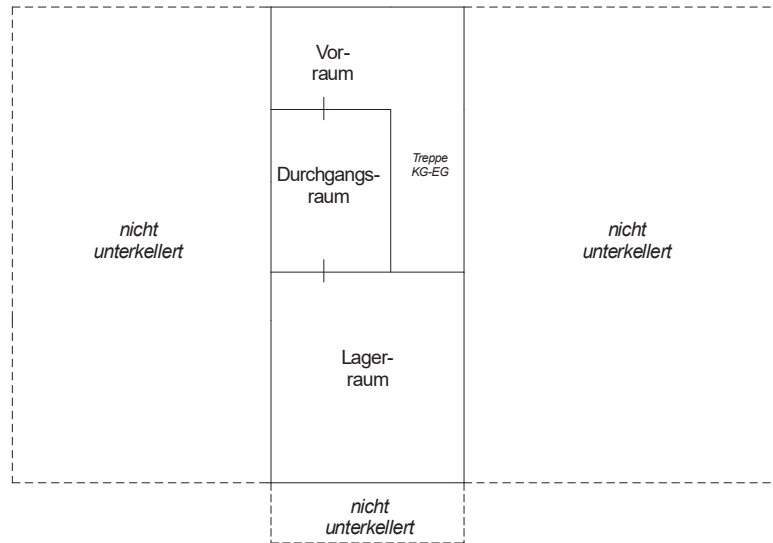 Vor-
raum
Treppe
KG-EG
Durchgangs-
raum
nicht
unterkellert
nicht
unterkellert
Lager-
raum
nicht
unterkellert